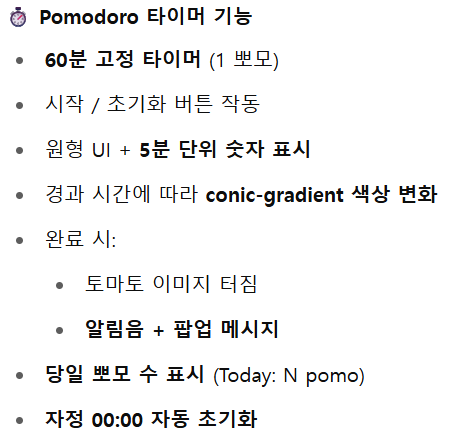 ⏱ Pomodoro 타이머 기능
• 60분 고정 타이머 (1 뽀모)
• 시작 / 초기화 버튼 작동
• 원형 UI + 5분 단위 숫자 표시
• 경과 시간에 따라 conic-gradient 색상 변화
• 완료 시:
• 토마토 이미지 터짐
• 알림음 + 팝업 메시지
• 당일 뽀모 수 표시 (Today: N pomo)
• 자정 00:00 자동 초기화